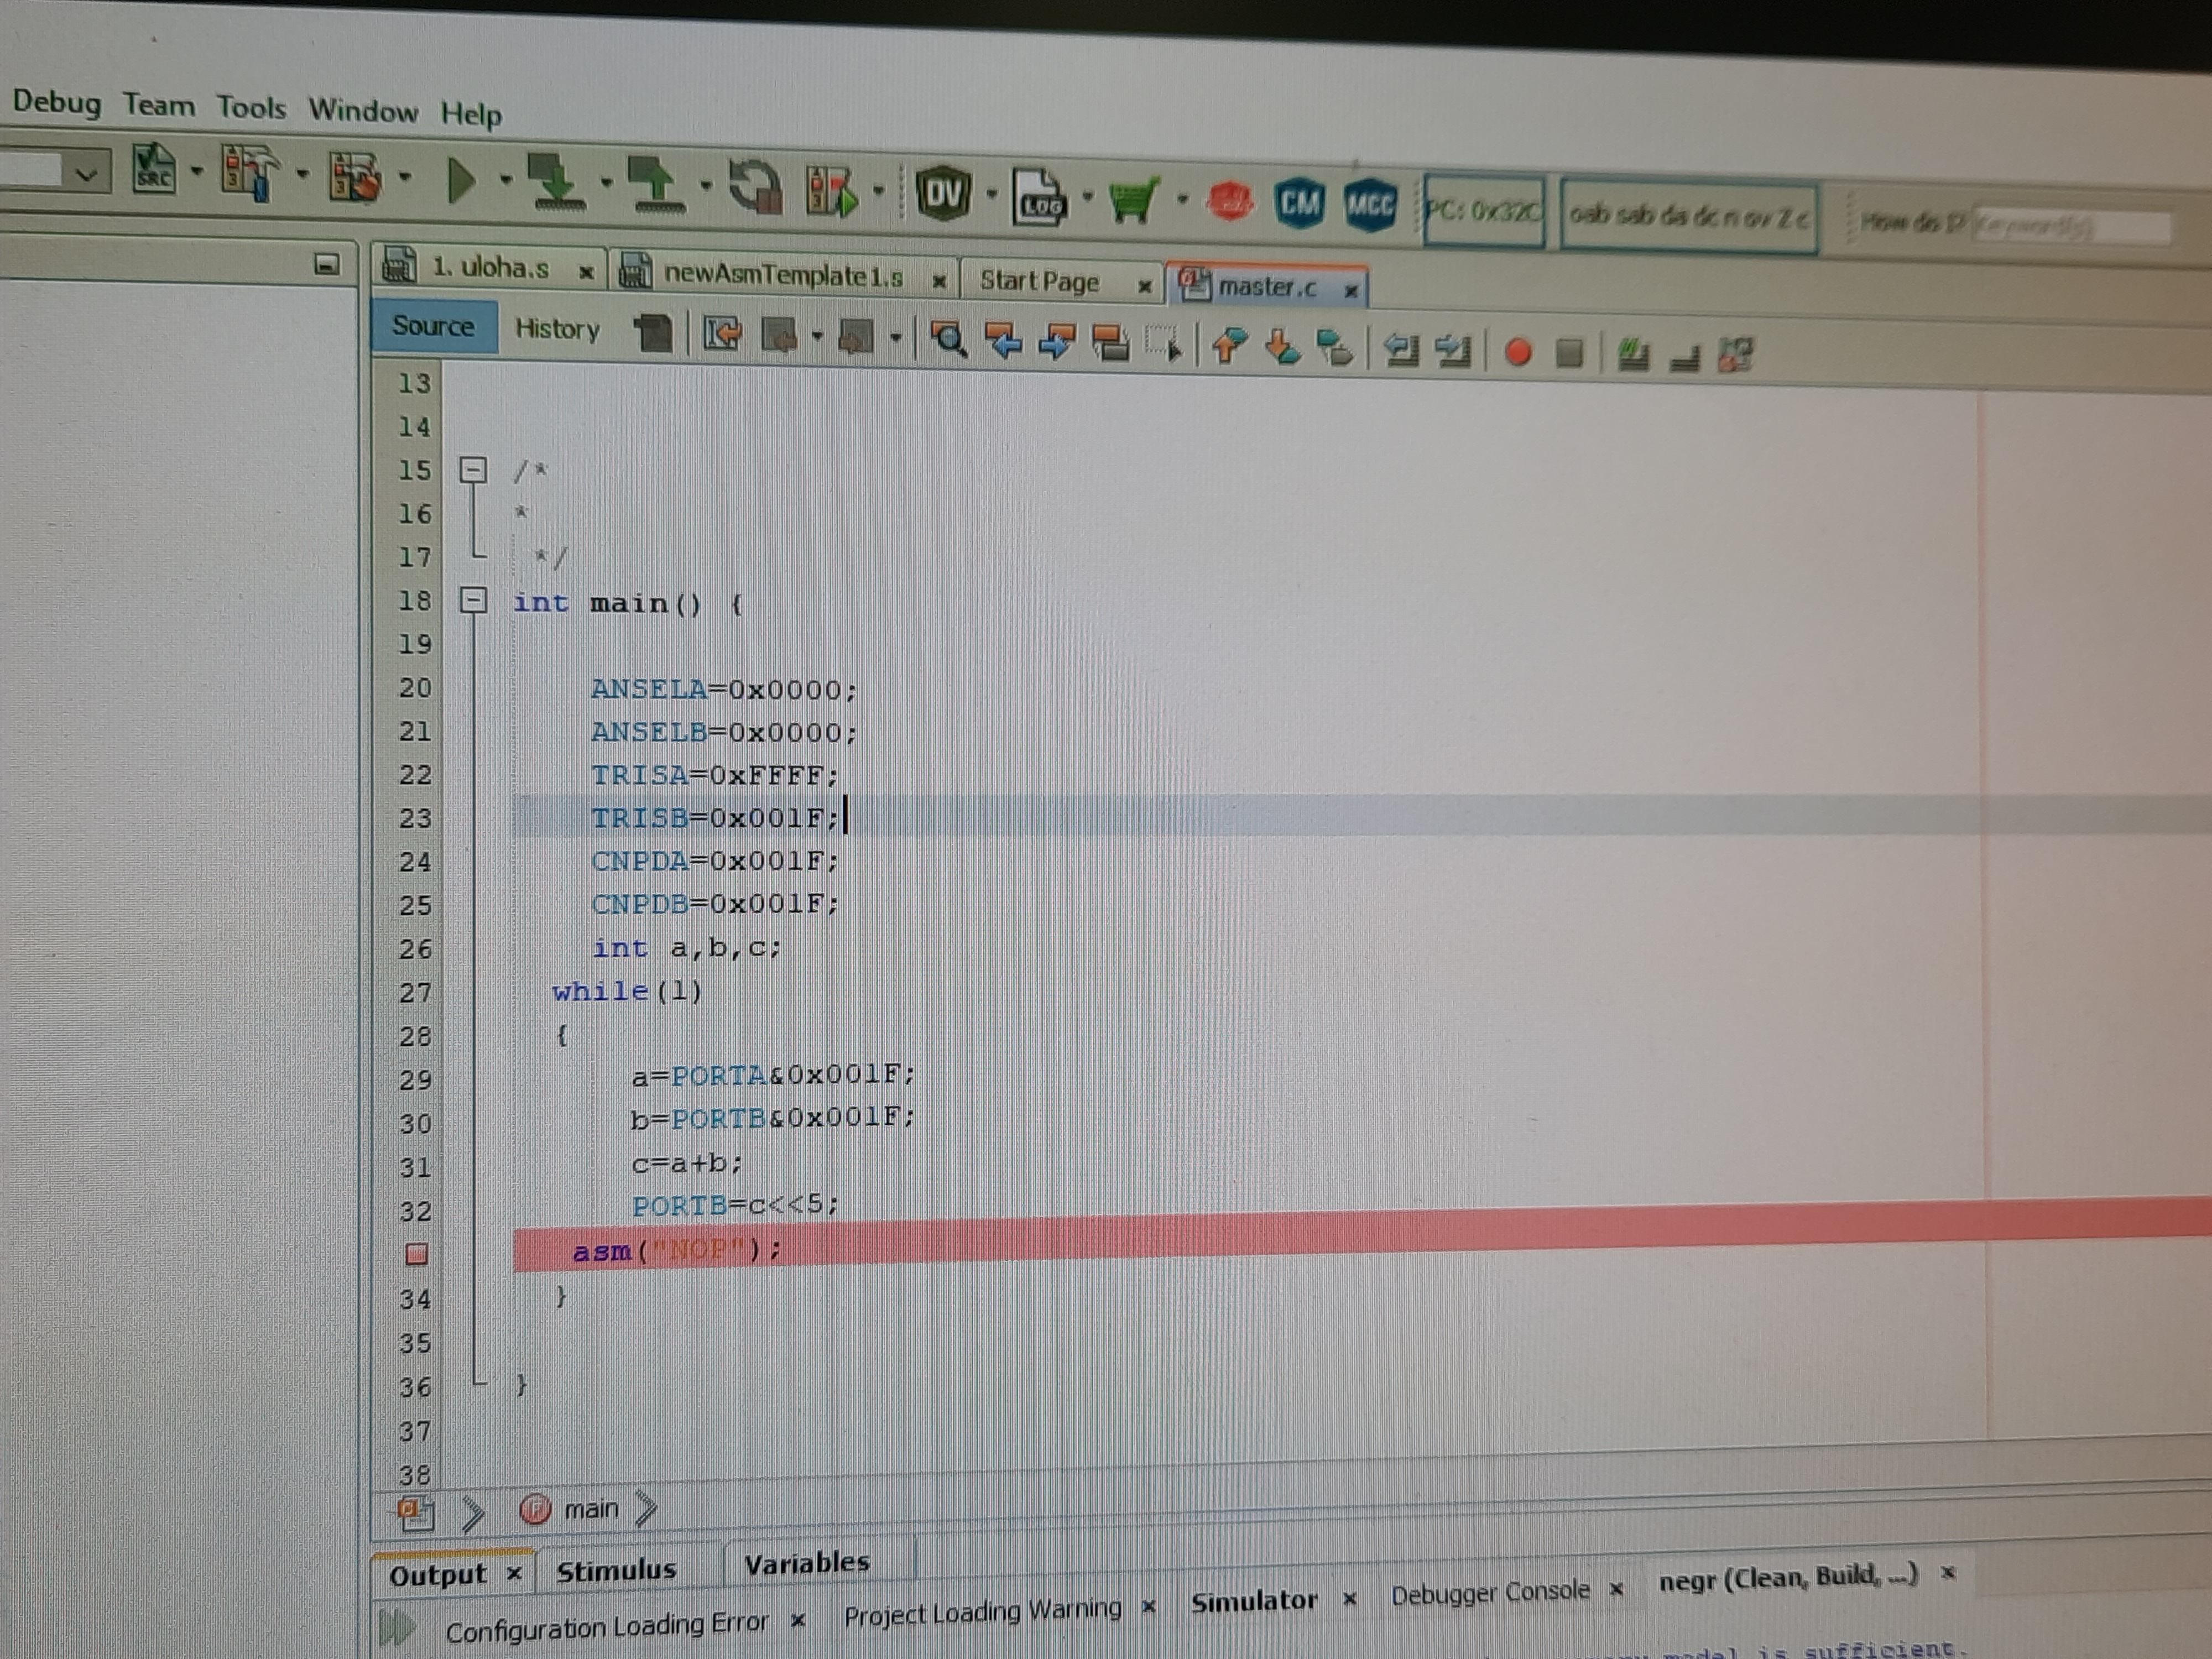 Debug Team Tools Window Help
SRC DV LOG CM MCC PC: 0x32C oab sab da dc n ov z c How do I?
1. uloha.s newAsmTemplate1.s Start Page master.c
Source History
13
14
15 /*
16 *
17 */
18 int main() {
19
20 ANSELA=0x0000;
21 ANSELB=0x0000;
22 TRISA=0xFFFF;
23 TRISB=0x001F;
24 CNPDA=0x001F;
25 CNPDB=0x001F;
26 int a,b,c;
27 while(1)
28 {
29 a=PORTA&0x001F;
30 b=PORTB&0x001F;
31 c=a+b;
32 PORTB=c<<5;
asm("NOP");
34 }
35
36 }
37
38
main
Output Stimulus Variables
Configuration Loading Error Project Loading Warning Simulator Debugger Console negr (Clean, Build, ...)
model is sufficient.